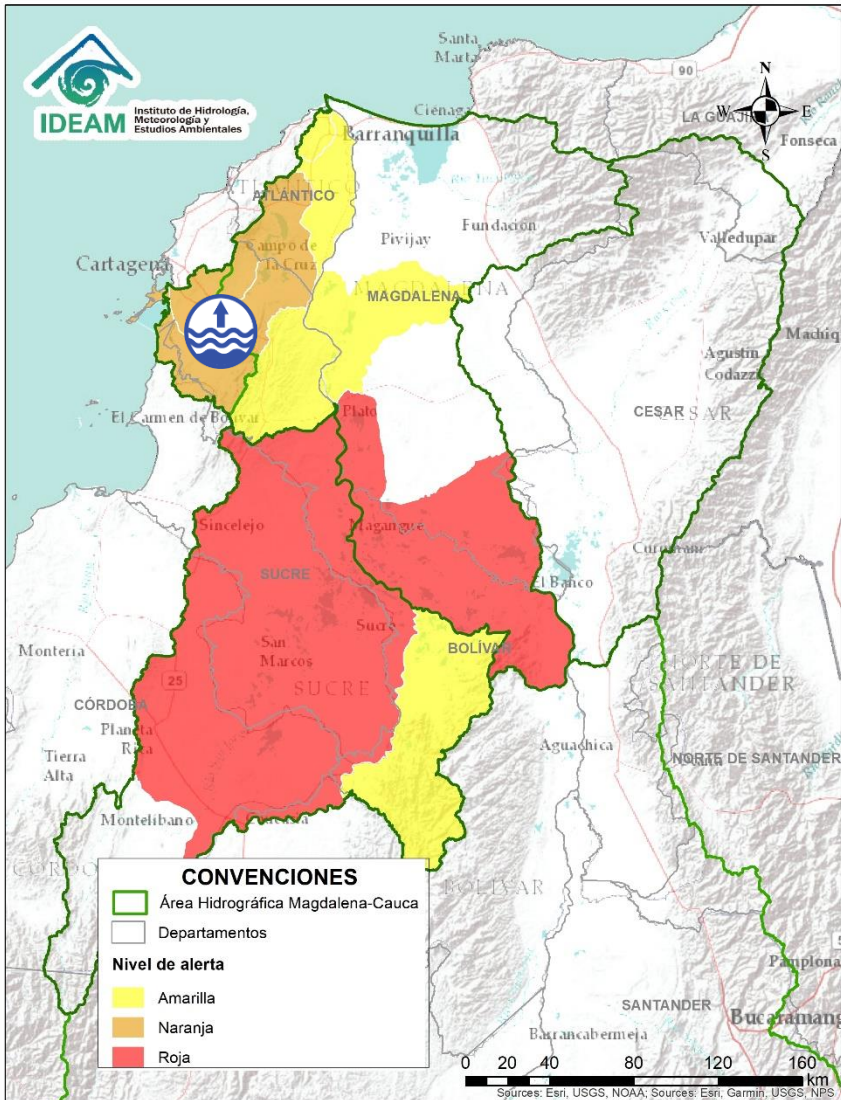 IDEAM
Instituto de Hidrología,
Meteorología y
Estudios Ambientales
Santa
Marta
90
N
W
E
S
LA GUAJIR
Fonseca
Ciénaga
Barranquilla
ATLÁNTICO
Pivijay
Fundación
Valledupar
Cartagena
Campo de
la Cruz
MAGDALENA
Agustín
Codazzi
El Carmen de Bolívar
Plato
CESAR
CESAR
Sincelejo
Magangué
Curumaní
SUCRE
El Banco
Sucre
BOLÍVAR
Montería
San
Marcos
25
SUCRE
NORTE DE
SANTANDER
CÓRDOBA
Planeta
Rica
Aguachica
Tierra
Alta
NORTE DE SANTANDER
Montelíbano
BOLÍVAR
CONVENCIONES
Área Hidrográfica Magdalena-Cauca
Departamentos
Nivel de alerta
Amarilla
Naranja
Roja
Pamplona
SANTANDER
Bucaramang
Barrancabermeja
0 20 40 80 120 160
km
Sources: Esri, USGS, NOAA; Sources: Esri, Garmin, USGS, NPS